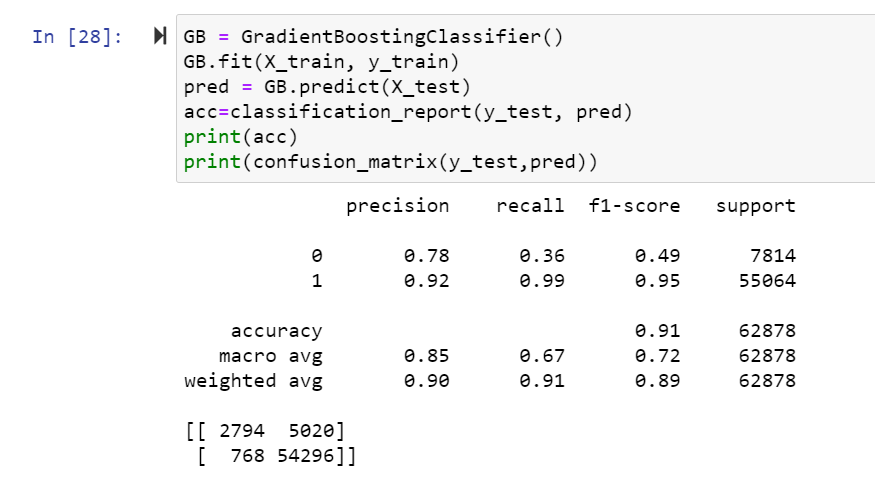 In [28]:
GB = GradientBoostingClassifier()
GB.fit(X_train, y_train)
pred = GB.predict(X_test)
acc=classification_report(y_test, pred)
print(acc)
print(confusion_matrix(y_test,pred))
precision recall f1-score support
0 0.78 0.36 0.49 7814
1 0.92 0.99 0.95 55064
accuracy 0.91 62878
macro avg 0.85 0.67 0.72 62878
weighted avg 0.90 0.91 0.89 62878
[[ 2794 5020]
[ 768 54296]]